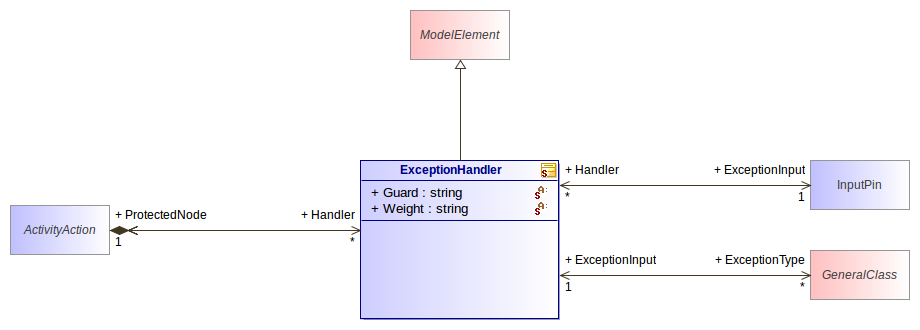 ModelElement
ExceptionHandler
+ Guard : string
+ Weight : string
ActivityAction
+ ProtectedNode
1
+ Handler
*
+ Handler
*
+ ExceptionInput
1
InputPin
+ ExceptionInput
1
+ ExceptionType
*
GeneralClass